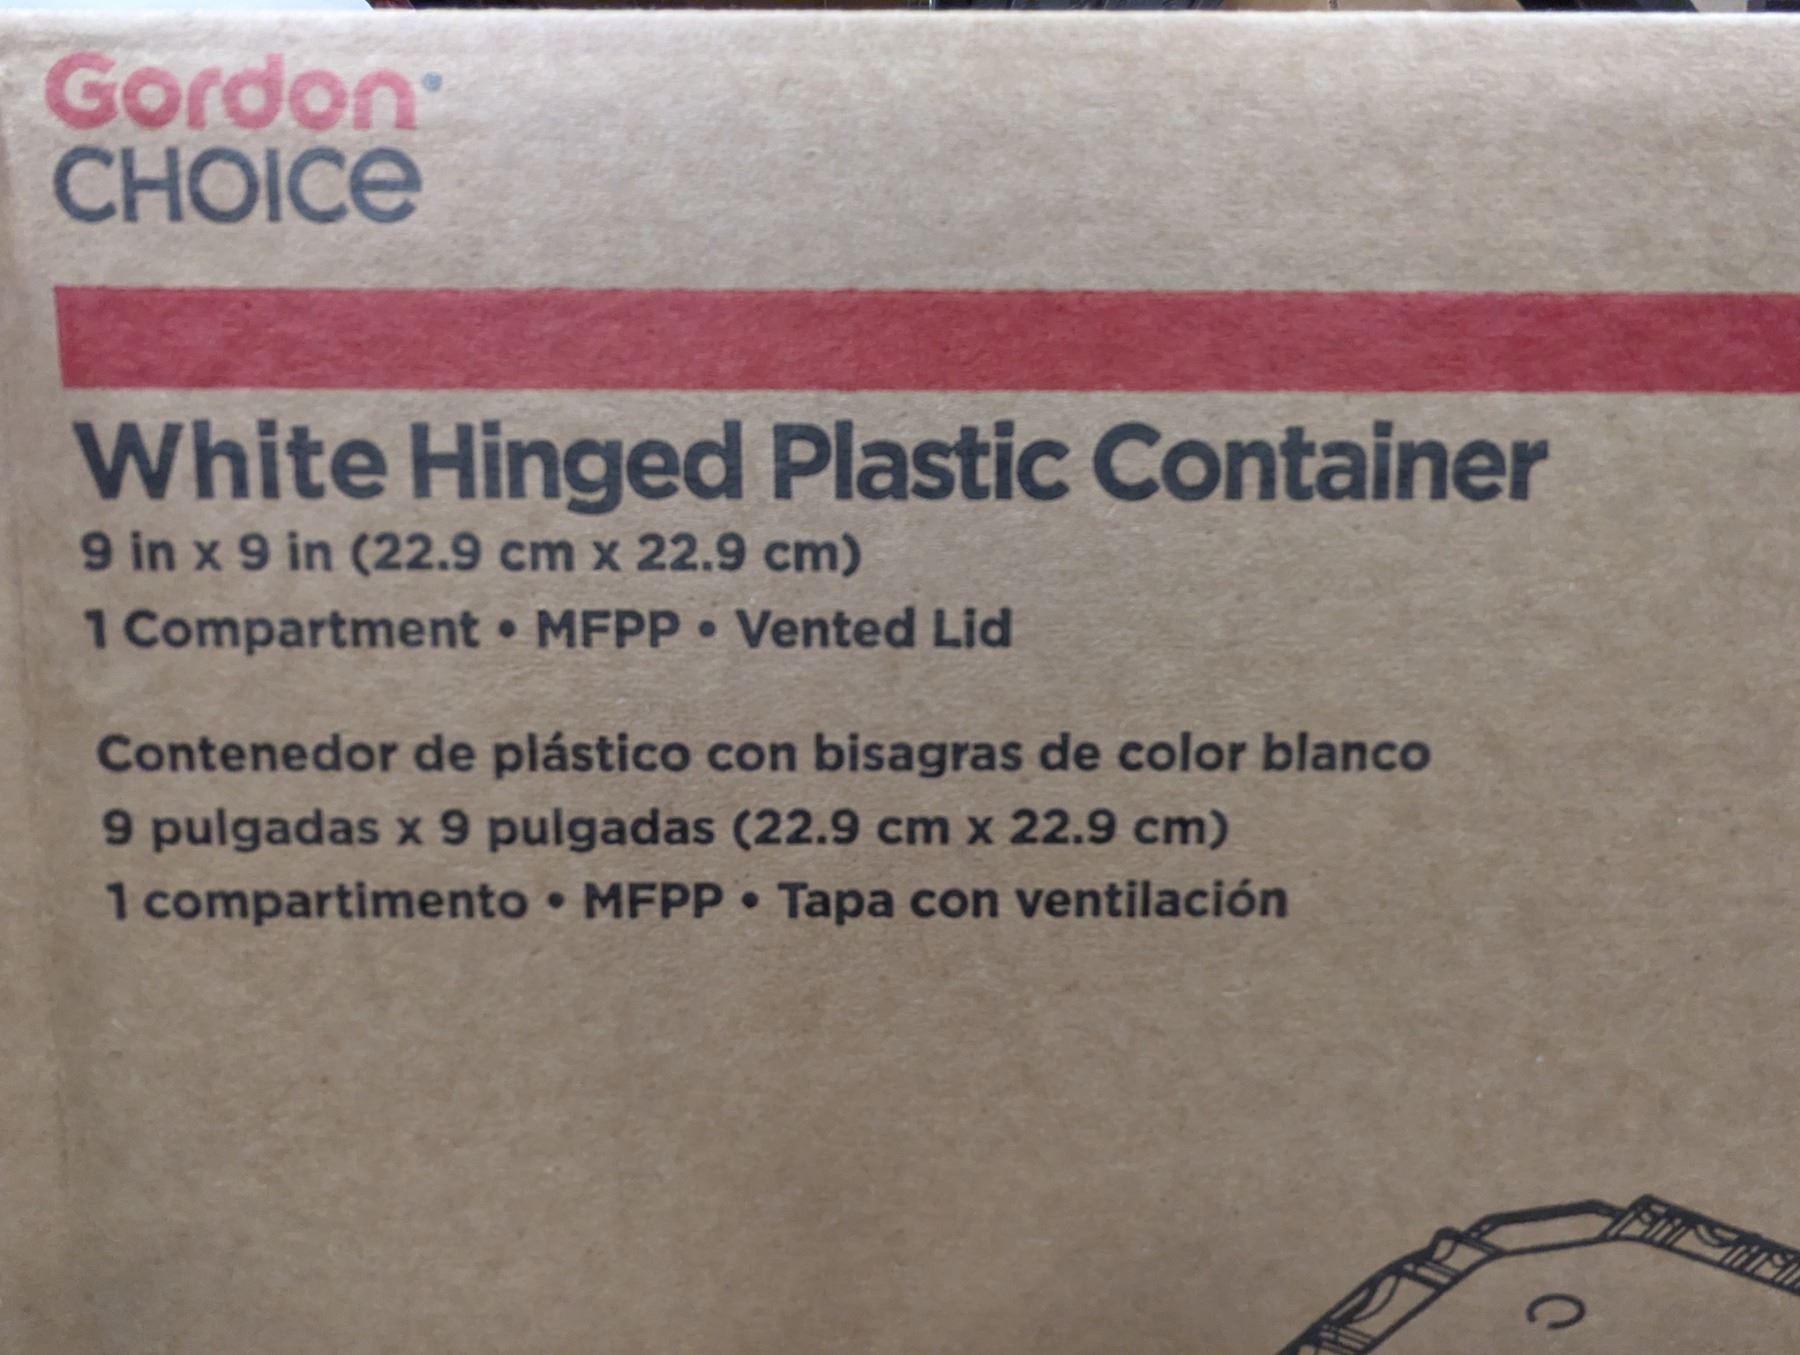 Gordon®
CHOICe
White Hinged Plastic Container
9 in x 9 in (22.9 cm x 22.9 cm)
1 Compartment • MFPP • Vented Lid
Contenedor de plástico con bisagras de color blanco
9 pulgadas x 9 pulgadas (22.9 cm x 22.9 cm)
1 compartimento • MFPP • Tapa con ventilación